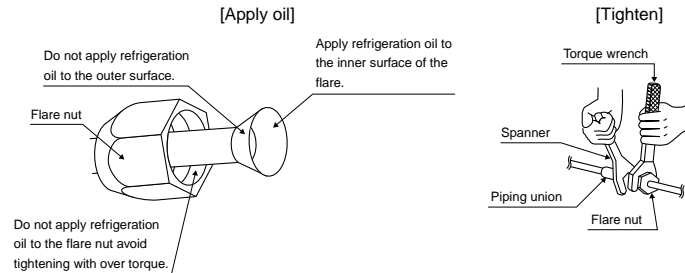 [Apply oil]
Do not apply refrigeration
oil to the outer surface.
Apply refrigeration oil to
the inner surface of the
flare.
Flare nut
Do not apply refrigeration
oil to the flare nut avoid
tightening with over torque.
[Tighten]
Torque wrench
Spanner
Piping union
Flare nut